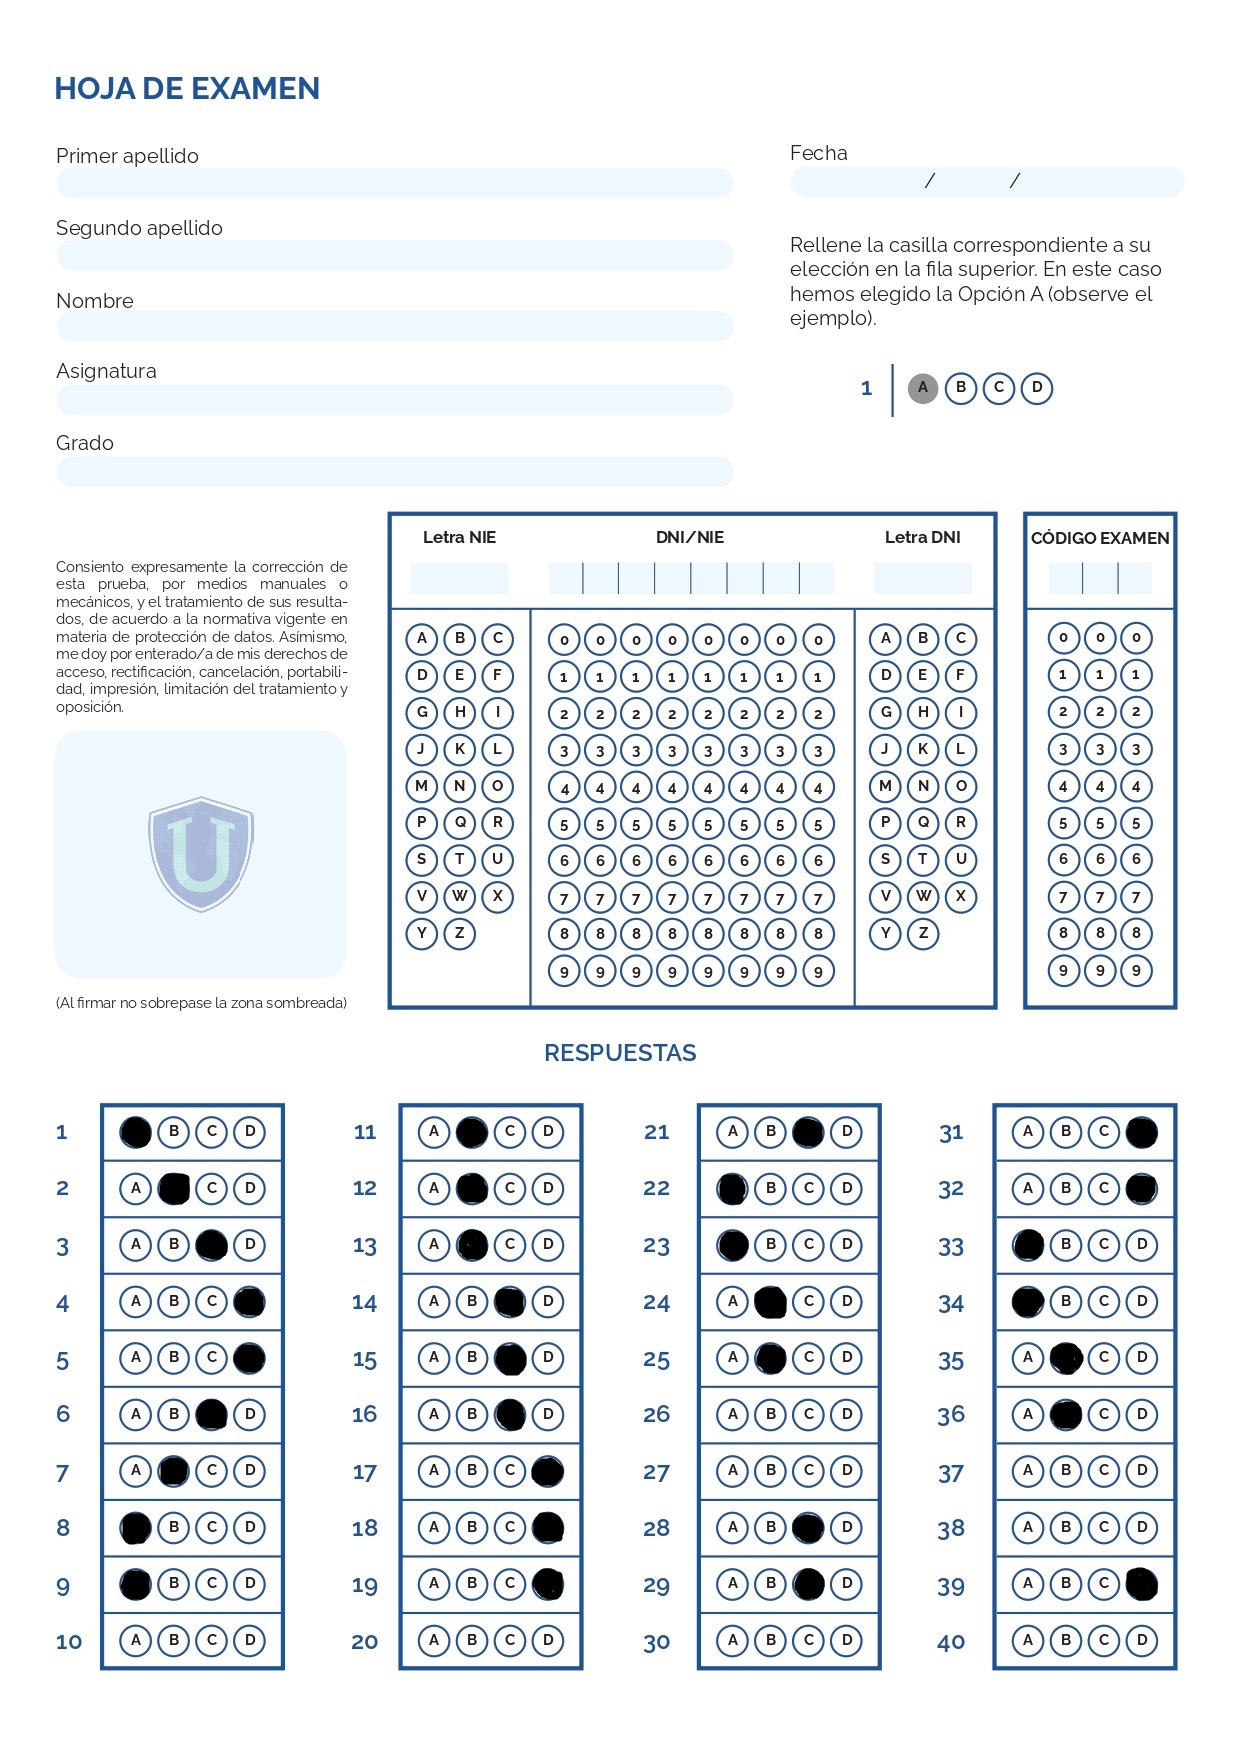 HOJA DE EXAMEN
Primer apellido
Fecha
/ /
Segundo apellido
Rellene la casilla correspondiente a su
elección en la fila superior. En este caso
hemos elegido la Opción A (observe el
ejemplo).
Nombre
Asignatura
1 A B C D
Grado
Letra NIE DNI/NIE Letra DNI CÓDIGO EXAMEN
Consiento expresamente la corrección de
esta prueba, por medios manuales o
mecánicos, y el tratamiento de sus resulta-
dos, de acuerdo a la normativa vigente en
materia de protección de datos. Asímismo,
me doy por enterado/a de mis derechos de
acceso, rectificación, cancelación, portabili-
dad, impresión, limitación del tratamiento y
oposición.
U
(Al firmar no sobrepase la zona sombreada)
A B C 0 0 0 0 0 0 0 0 A B C 0 0 0
D E F 1 1 1 1 1 1 1 1 D E F 1 1 1
G H I 2 2 2 2 2 2 2 2 G H I 2 2 2
J K L 3 3 3 3 3 3 3 3 J K L 3 3 3
M N O 4 4 4 4 4 4 4 4 M N O 4 4 4
P Q R 5 5 5 5 5 5 5 5 P Q R 5 5 5
S T U 6 6 6 6 6 6 6 6 S T U 6 6 6
V W X 7 7 7 7 7 7 7 7 V W X 7 7 7
Y Z 8 8 8 8 8 8 8 8 Y Z 8 8 8
9 9 9 9 9 9 9 9 9 9 9
RESPUESTAS
1 B C D 11 A C D 21 A B D 31 A B C
2 A C D 12 A C D 22 B C D 32 A B C
3 A B D 13 A C D 23 B C D 33 B C D
4 A B C 14 A B D 24 A C D 34 B C D
5 A B C 15 A B D 25 A C D 35 A C D
6 A B D 16 A B D 26 A B C D 36 A C D
7 A C D 17 A B C 27 A B C D 37 A B C D
8 B C D 18 A B C 28 A B D 38 A B C D
9 B C D 19 A B C 29 A B D 39 A B C
10 A B C D 20 A B C D 30 A B C D 40 A B C D